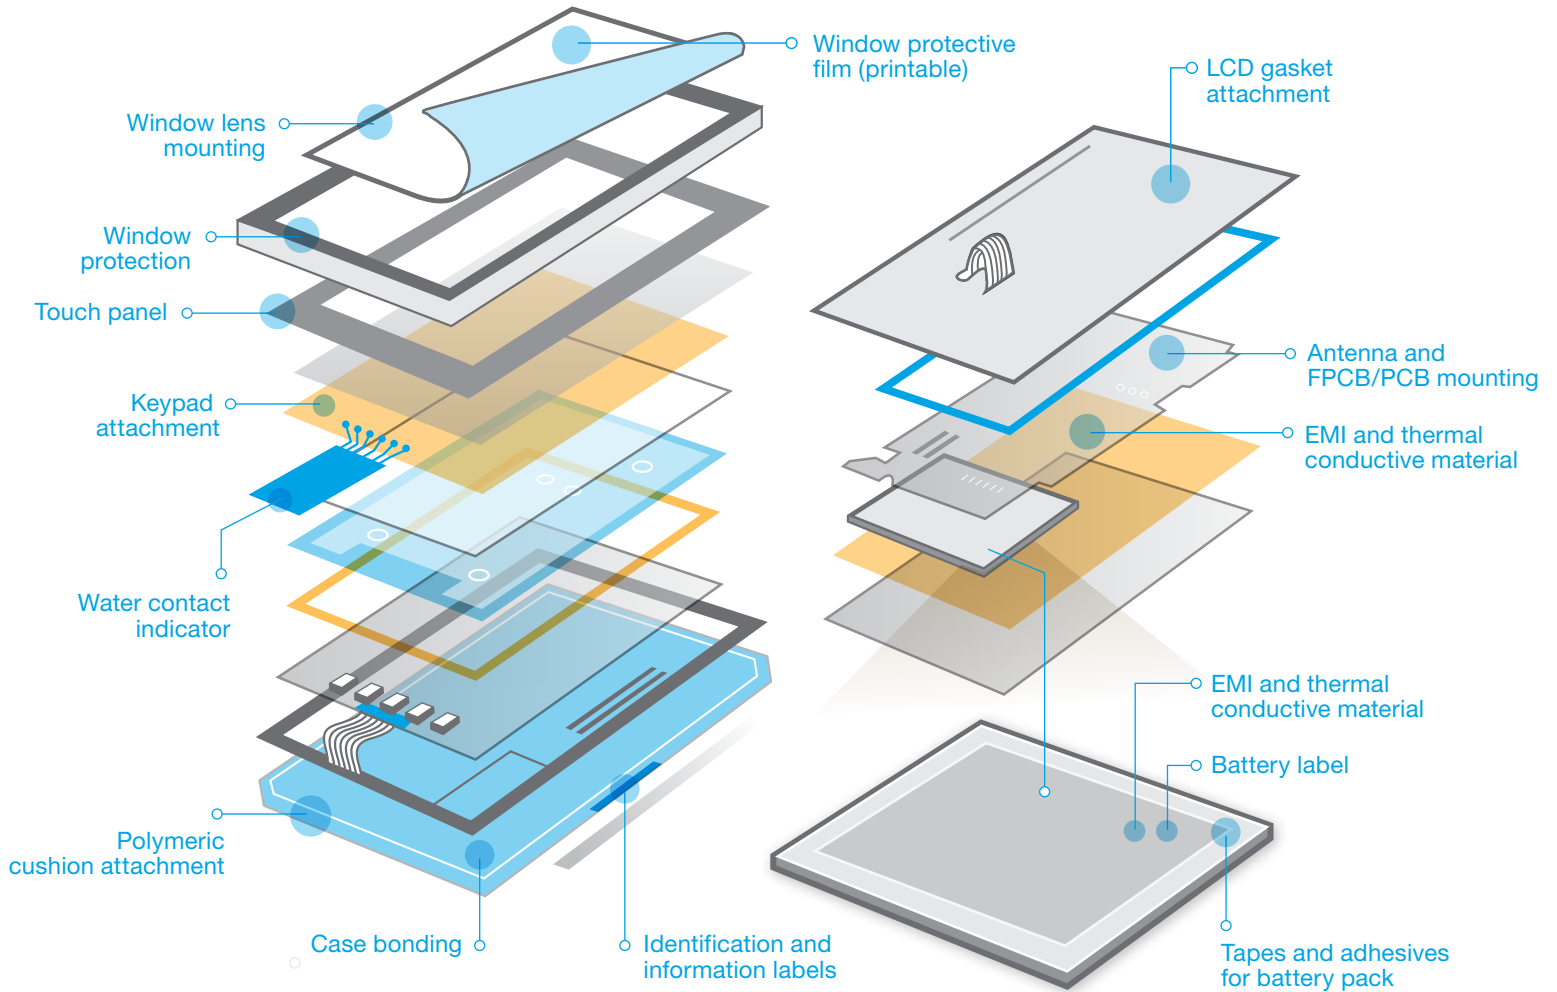 Window protective
film (printable)
LCD gasket
attachment
Window lens
mounting
Window
protection
Touch panel
Antenna and
FPCB/PCB mounting
Keypad
attachment
EMI and thermal
conductive material
Water contact
indicator
EMI and thermal
conductive material
Battery label
Polymeric
cushion attachment
Case bonding
Identification and
information labels
Tapes and adhesives
for battery pack